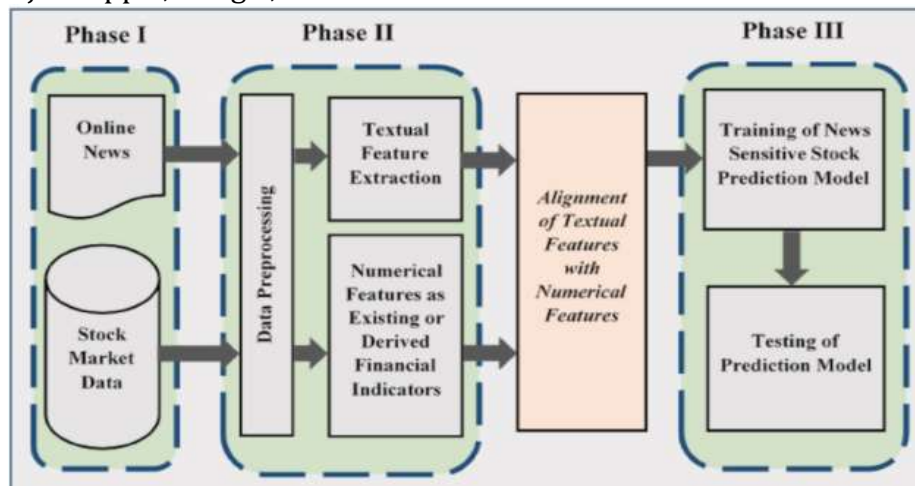 Phase I
Phase II
Phase III
Online
News
Stock
Market
Data
Data Preprocessing
Textual
Feature
Extraction
Numerical
Features as
Existing or
Derived
Financial
Indicators
Alignment
of Textual
Features
with
Numerical
Features
Training of News
Sensitive Stock
Prediction Model
Testing of
Prediction Model